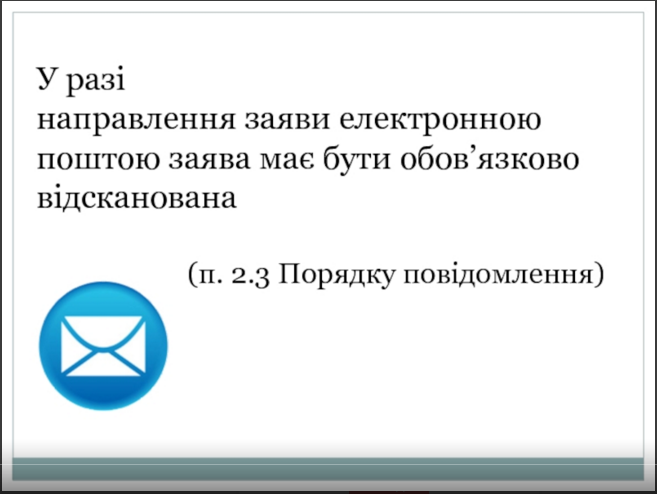 У разі
направлення заяви електронною
поштою заява має бути обов’язково
відсканована
(п. 2.3 Порядку повідомлення)